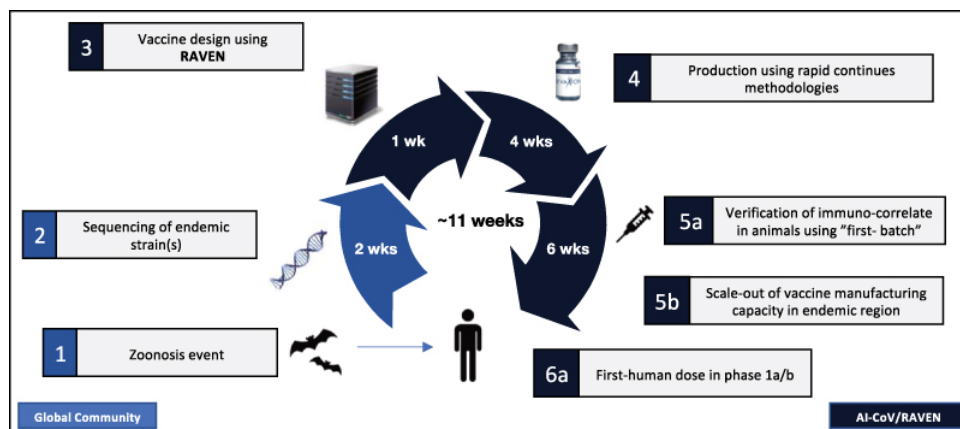 3
Vaccine design using
RAVEN
4
Production using rapid continues
methodologies
1 wk
4 wks
2
Sequencing of endemic
strain(s)
2 wks
~11 weeks
6 wks
5a
Verification of immuno-correlate
in animals using "first- batch"
5b
Scale-out of vaccine manufacturing
capacity in endemic region
1
Zoonosis event
6a
First-human dose in phase 1a/b
Global Community
AI-CoV/RAVEN